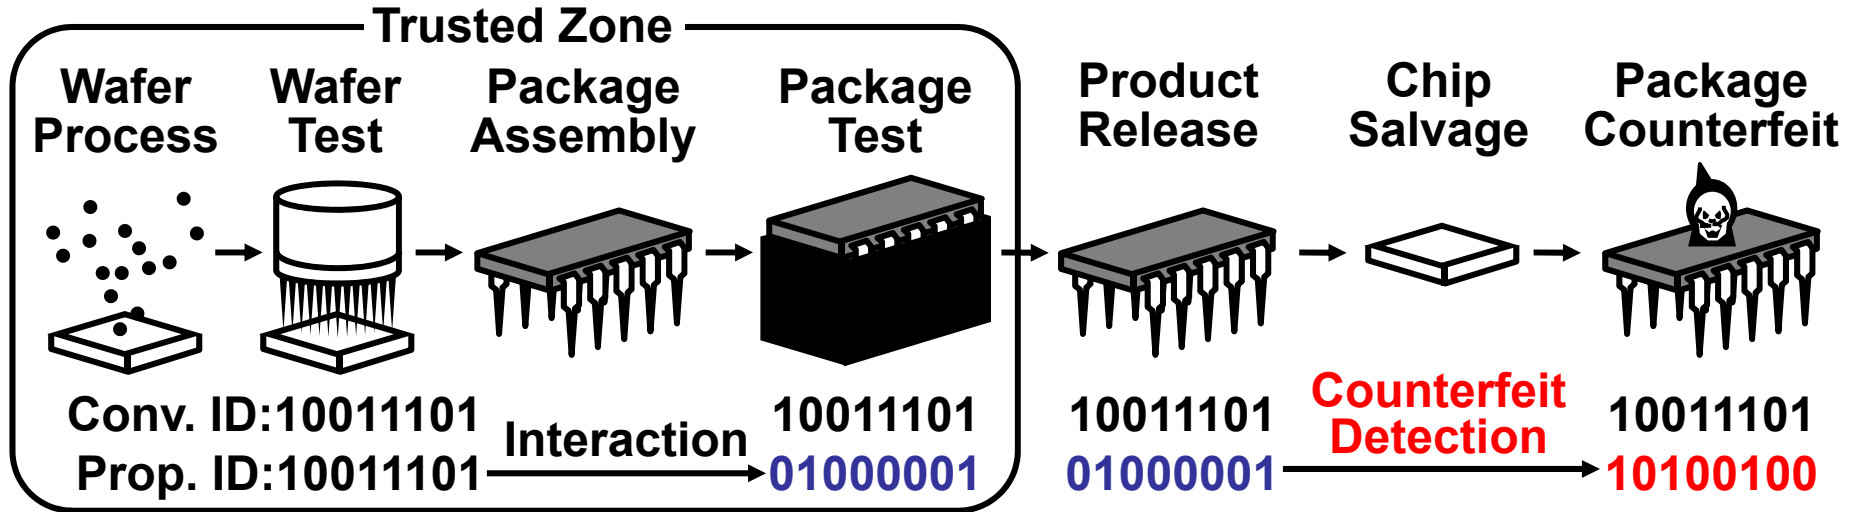 Trusted Zone
Wafer
Process
Wafer
Test
Package
Assembly
Package
Test
Product
Release
Chip
Salvage
Package
Counterfeit
Conv. ID:10011101
10011101
10011101
10011101
Interaction
Counterfeit
Detection
Prop. ID:10011101
01000001
01000001
10100100